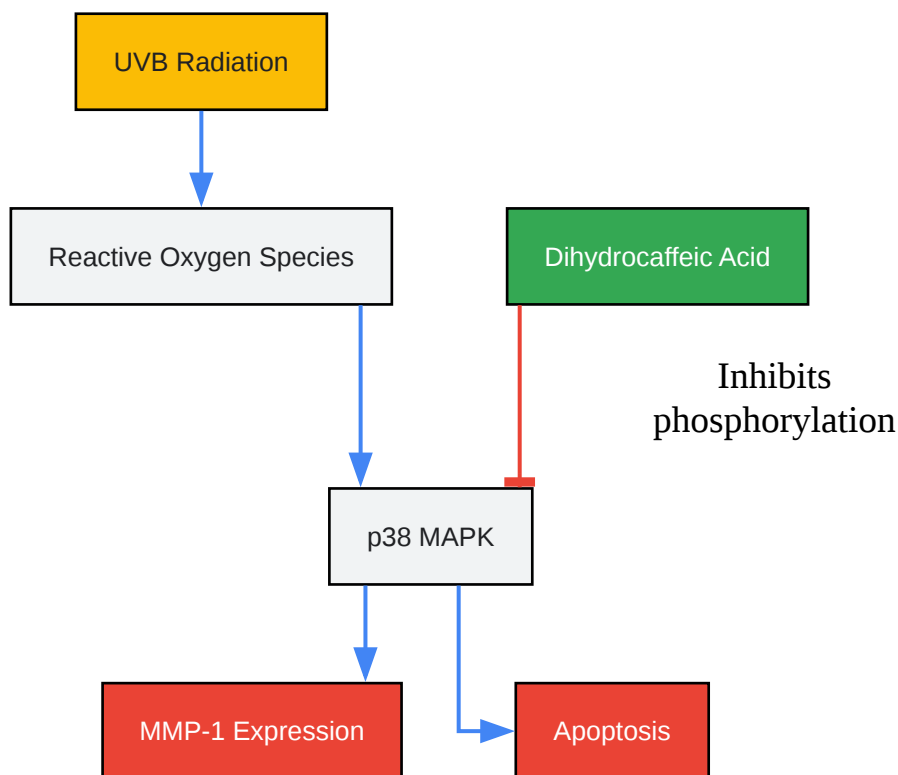 UVB Radiation
Reactive Oxygen Species
Dihydrocaffeic Acid
Inhibits
phosphorylation
p38 MAPK
MMP-1 Expression
Apoptosis